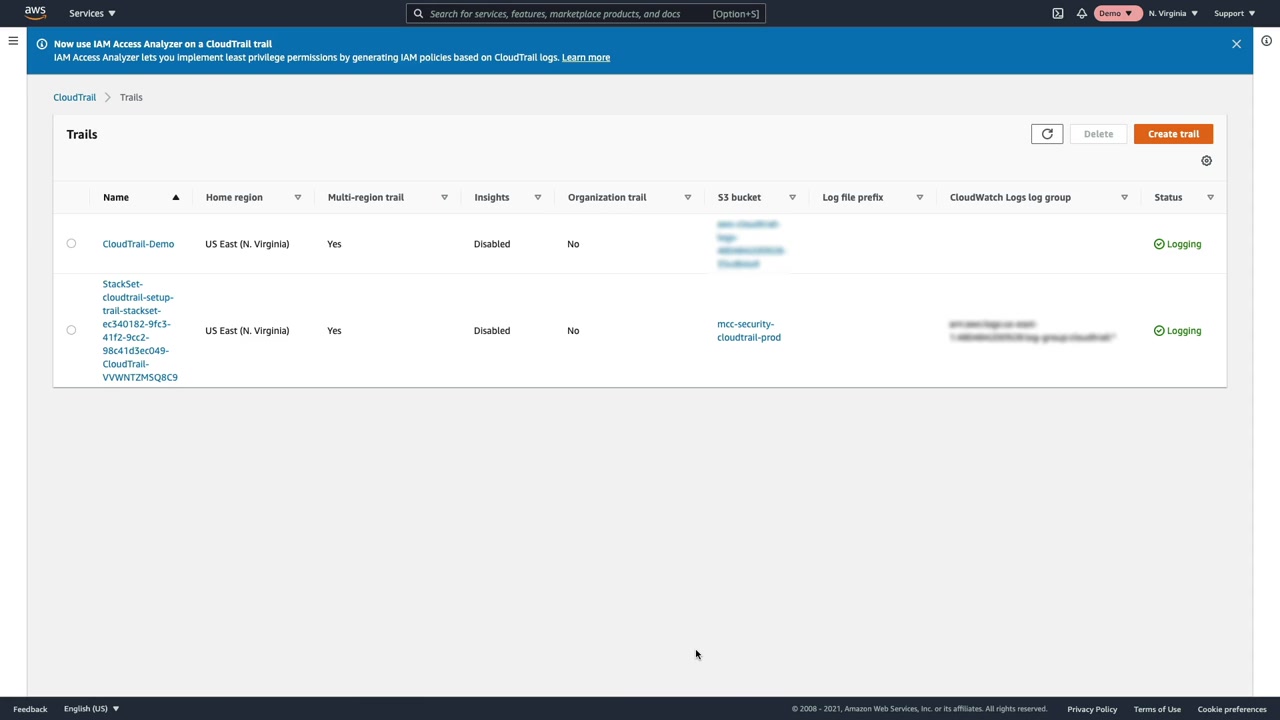 aws
Services
Search for services, features, marketplace products, and docs [Option+S]
Demo
N. Virginia
Support
Now use IAM Access Analyzer on a CloudTrail trail
IAM Access Analyzer lets you implement least privilege permissions by generating IAM policies based on CloudTrail logs. Learn more
CloudTrail Trails
Trails
Delete
Create trail
Name Home region Multi-region trail Insights Organization trail S3 bucket Log file prefix CloudWatch Logs log group Status
CloudTrail-Demo US East (N. Virginia) Yes Disabled No Logging
StackSet-
cloudtrail-setup-
trail-stackset-
ec340182-9fc3-
41f2-9cc2-
98c41d3ec049-
CloudTrail-
VVWNTZMSQ8C9
US East (N. Virginia) Yes Disabled No
mcc-security-
cloudtrail-prod
Logging
Feedback English (US) © 2008 - 2021, Amazon Web Services, Inc. or its affiliates. All rights reserved. Privacy Policy Terms of Use Cookie preferences